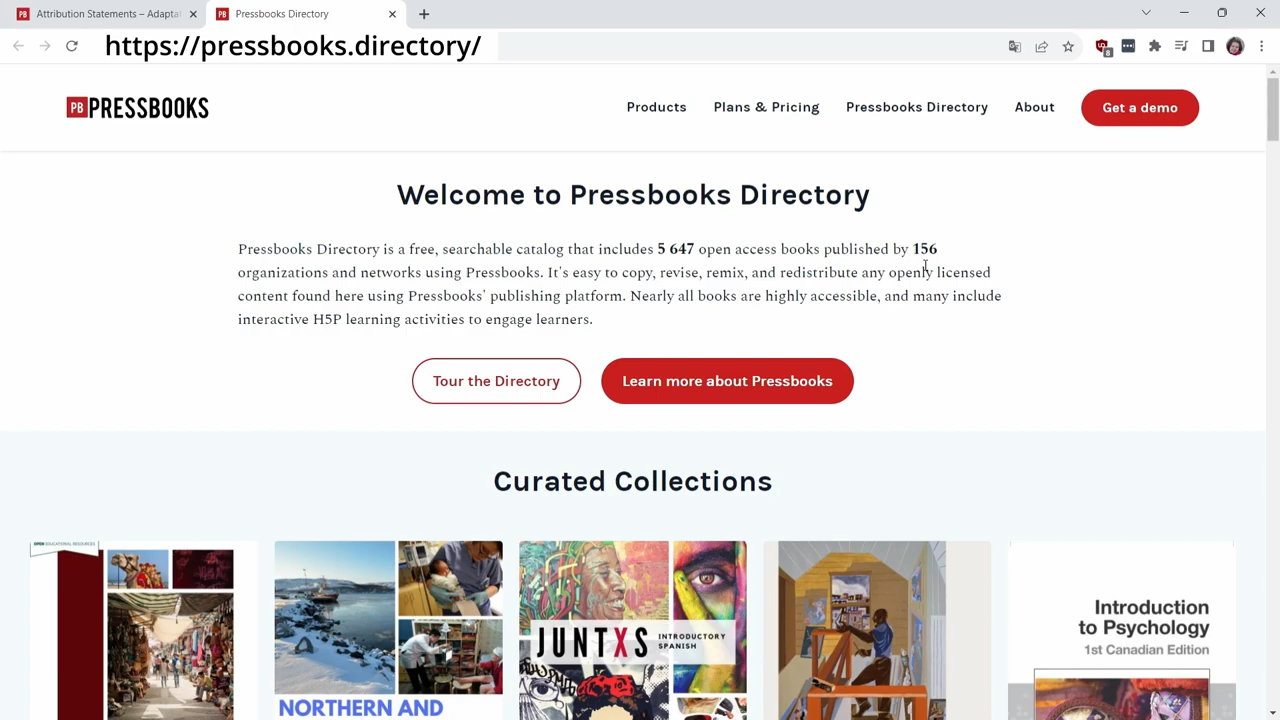 Attribution Statements – Adapta
Pressbooks Directory
https://pressbooks.directory/
8
PB PRESSBOOKS
Products
Plans & Pricing
Pressbooks Directory
About
Get a demo
Welcome to Pressbooks Directory
Pressbooks Directory is a free, searchable catalog that includes 5 647 open access books published by 156
organizations and networks using Pressbooks. It's easy to copy, revise, remix, and redistribute any openly licensed
content found here using Pressbooks' publishing platform. Nearly all books are highly accessible, and many include
interactive H5P learning activities to engage learners.
Tour the Directory
Learn more about Pressbooks
Curated Collections
OPEN EDUCATIONAL RESOURCES
NORTHERN AND
JUNTXS
INTRODUCTORY
SPANISH
Introduction
to Psychology
1st Canadian Edition